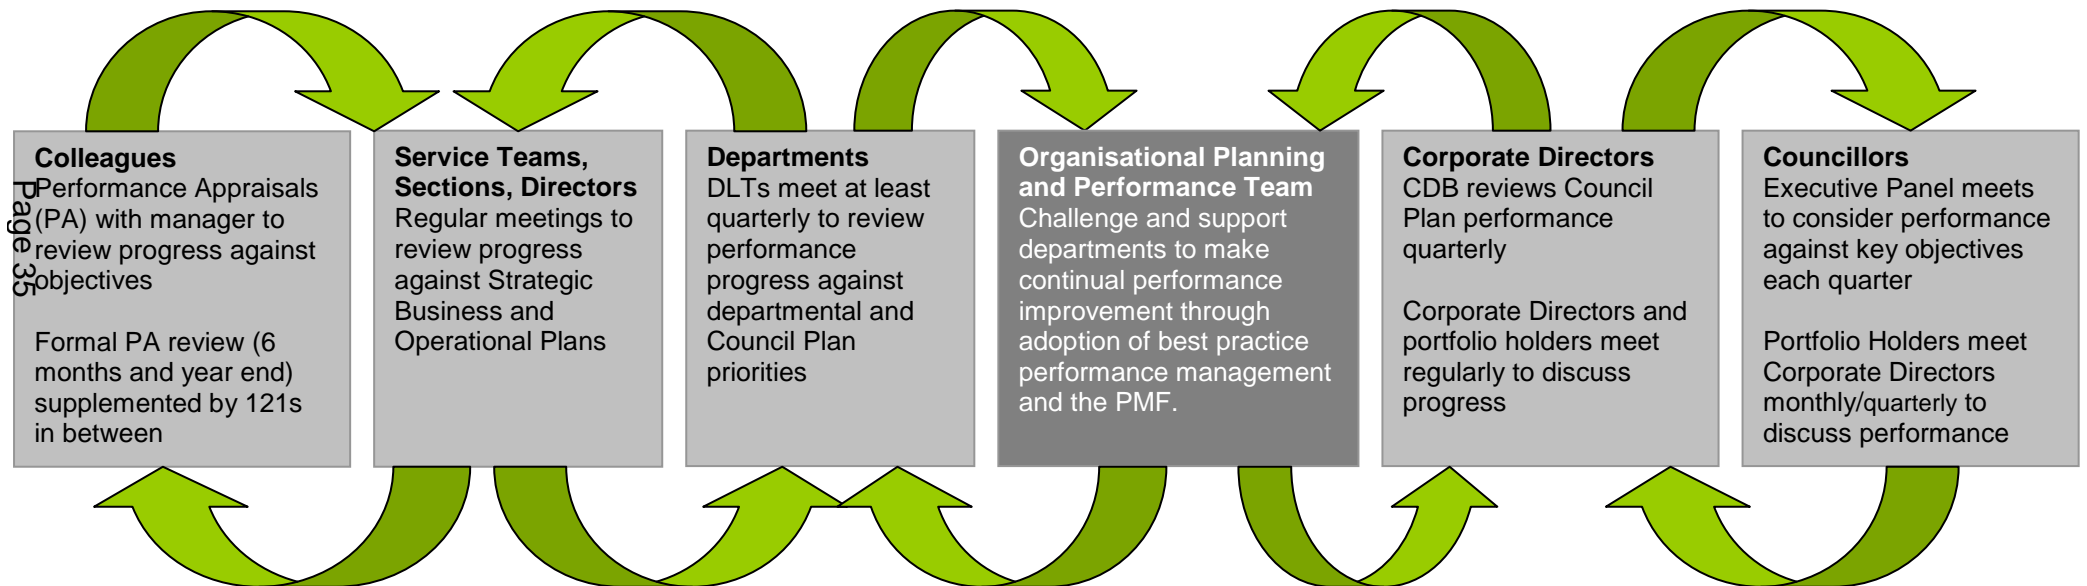 Page 35
Colleagues
Performance Appraisals
(PA) with manager to
review progress against
objectives
Formal PA review (6
months and year end)
supplemented by 121s
in between
Service Teams,
Sections, Directors
Regular meetings to
review progress
against Strategic
Business and
Operational Plans
Departments
DLTs meet at least
quarterly to review
performance
progress against
departmental and
Council Plan
priorities
Organisational Planning
and Performance Team
Challenge and support
departments to make
continual performance
improvement through
adoption of best practice
performance management
and the PMF.
Corporate Directors
CDB reviews Council
Plan performance
quarterly
Corporate Directors and
portfolio holders meet
regularly to discuss
progress
Councillors
Executive Panel meets
to consider performance
against key objectives
each quarter
Portfolio Holders meet
Corporate Directors
monthly/quarterly to
discuss performance